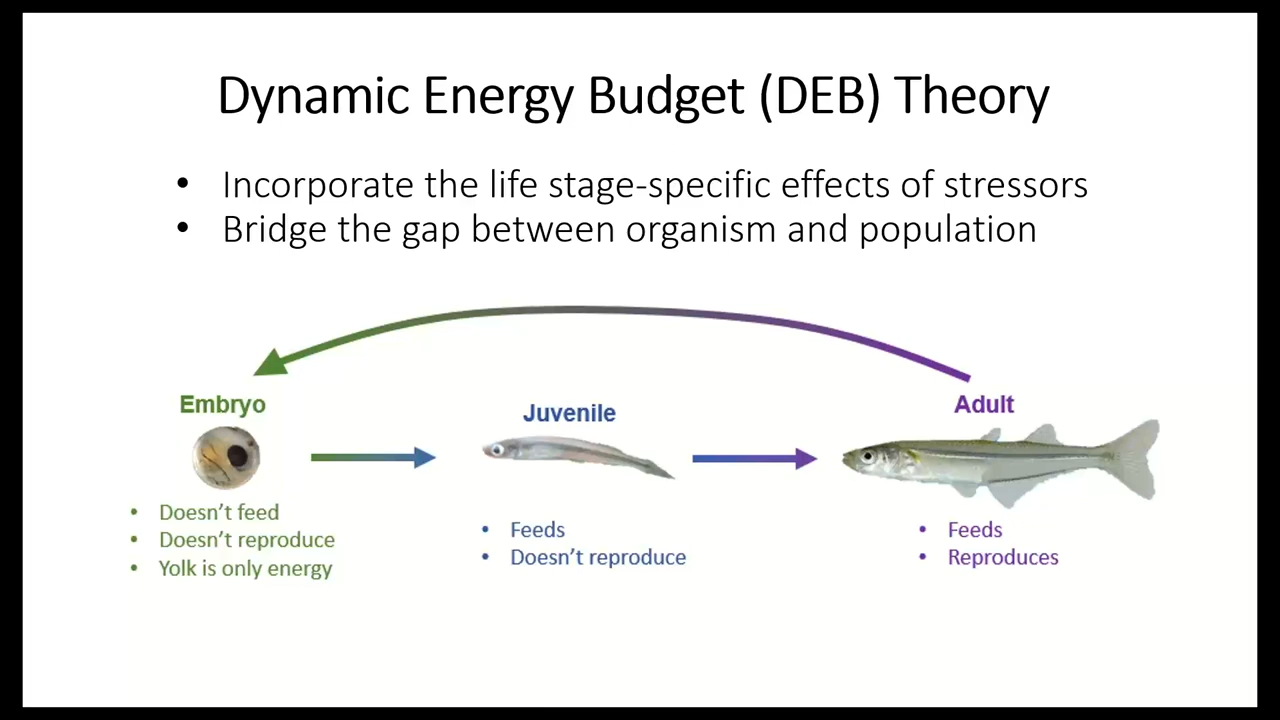 Dynamic Energy Budget (DEB) Theory
• Incorporate the life stage-specific effects of stressors
• Bridge the gap between organism and population
Embryo
• Doesn't feed
• Doesn't reproduce
• Yolk is only energy
Juvenile
• Feeds
• Doesn't reproduce
Adult
• Feeds
• Reproduces